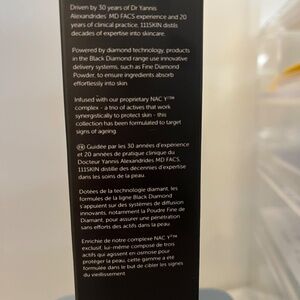 Driven by 30 years of Dr Yannis
Alexandrides. MD FACS experience and 20
years of clinical practice, 111SKIN distils
decades of expertise into skincare.
Powered by diamond technology, products
in the Black Diamond range use innovative
delivery systems, such as Fine Diamond
Powder, to ensure ingredients absorb
effortlessly into skin.
Infused with our proprietary NAC Y²™
complex - a trio of actives that work
synergistically to protect skin - this
collection has been formulated to target
signs of ageing.
FR Guidée par les 30 années d'expérience
et 20 années de pratique clinique du
Docteur Yannis Alexandrides MD FACS,
111SKIN distille des décennies d'expertise
dans les soins de la peau.
Dotées de la technologie diamant, les
formules de la ligne Black Diamond
s'appuient sur des systèmes de diffusion
innovants, notamment la Poudre Fine de
Diamant, pour assurer une pénétration
sans efforts des actifs dans la peau.
Enrichie de notre complexe NAC Y²™
exclusif, lui-même composé de trois
actifs qui agissent en osmose pour
protéger la peau, cette gamme a été
formulée dans le but de cibler les signes
du vieillissement.